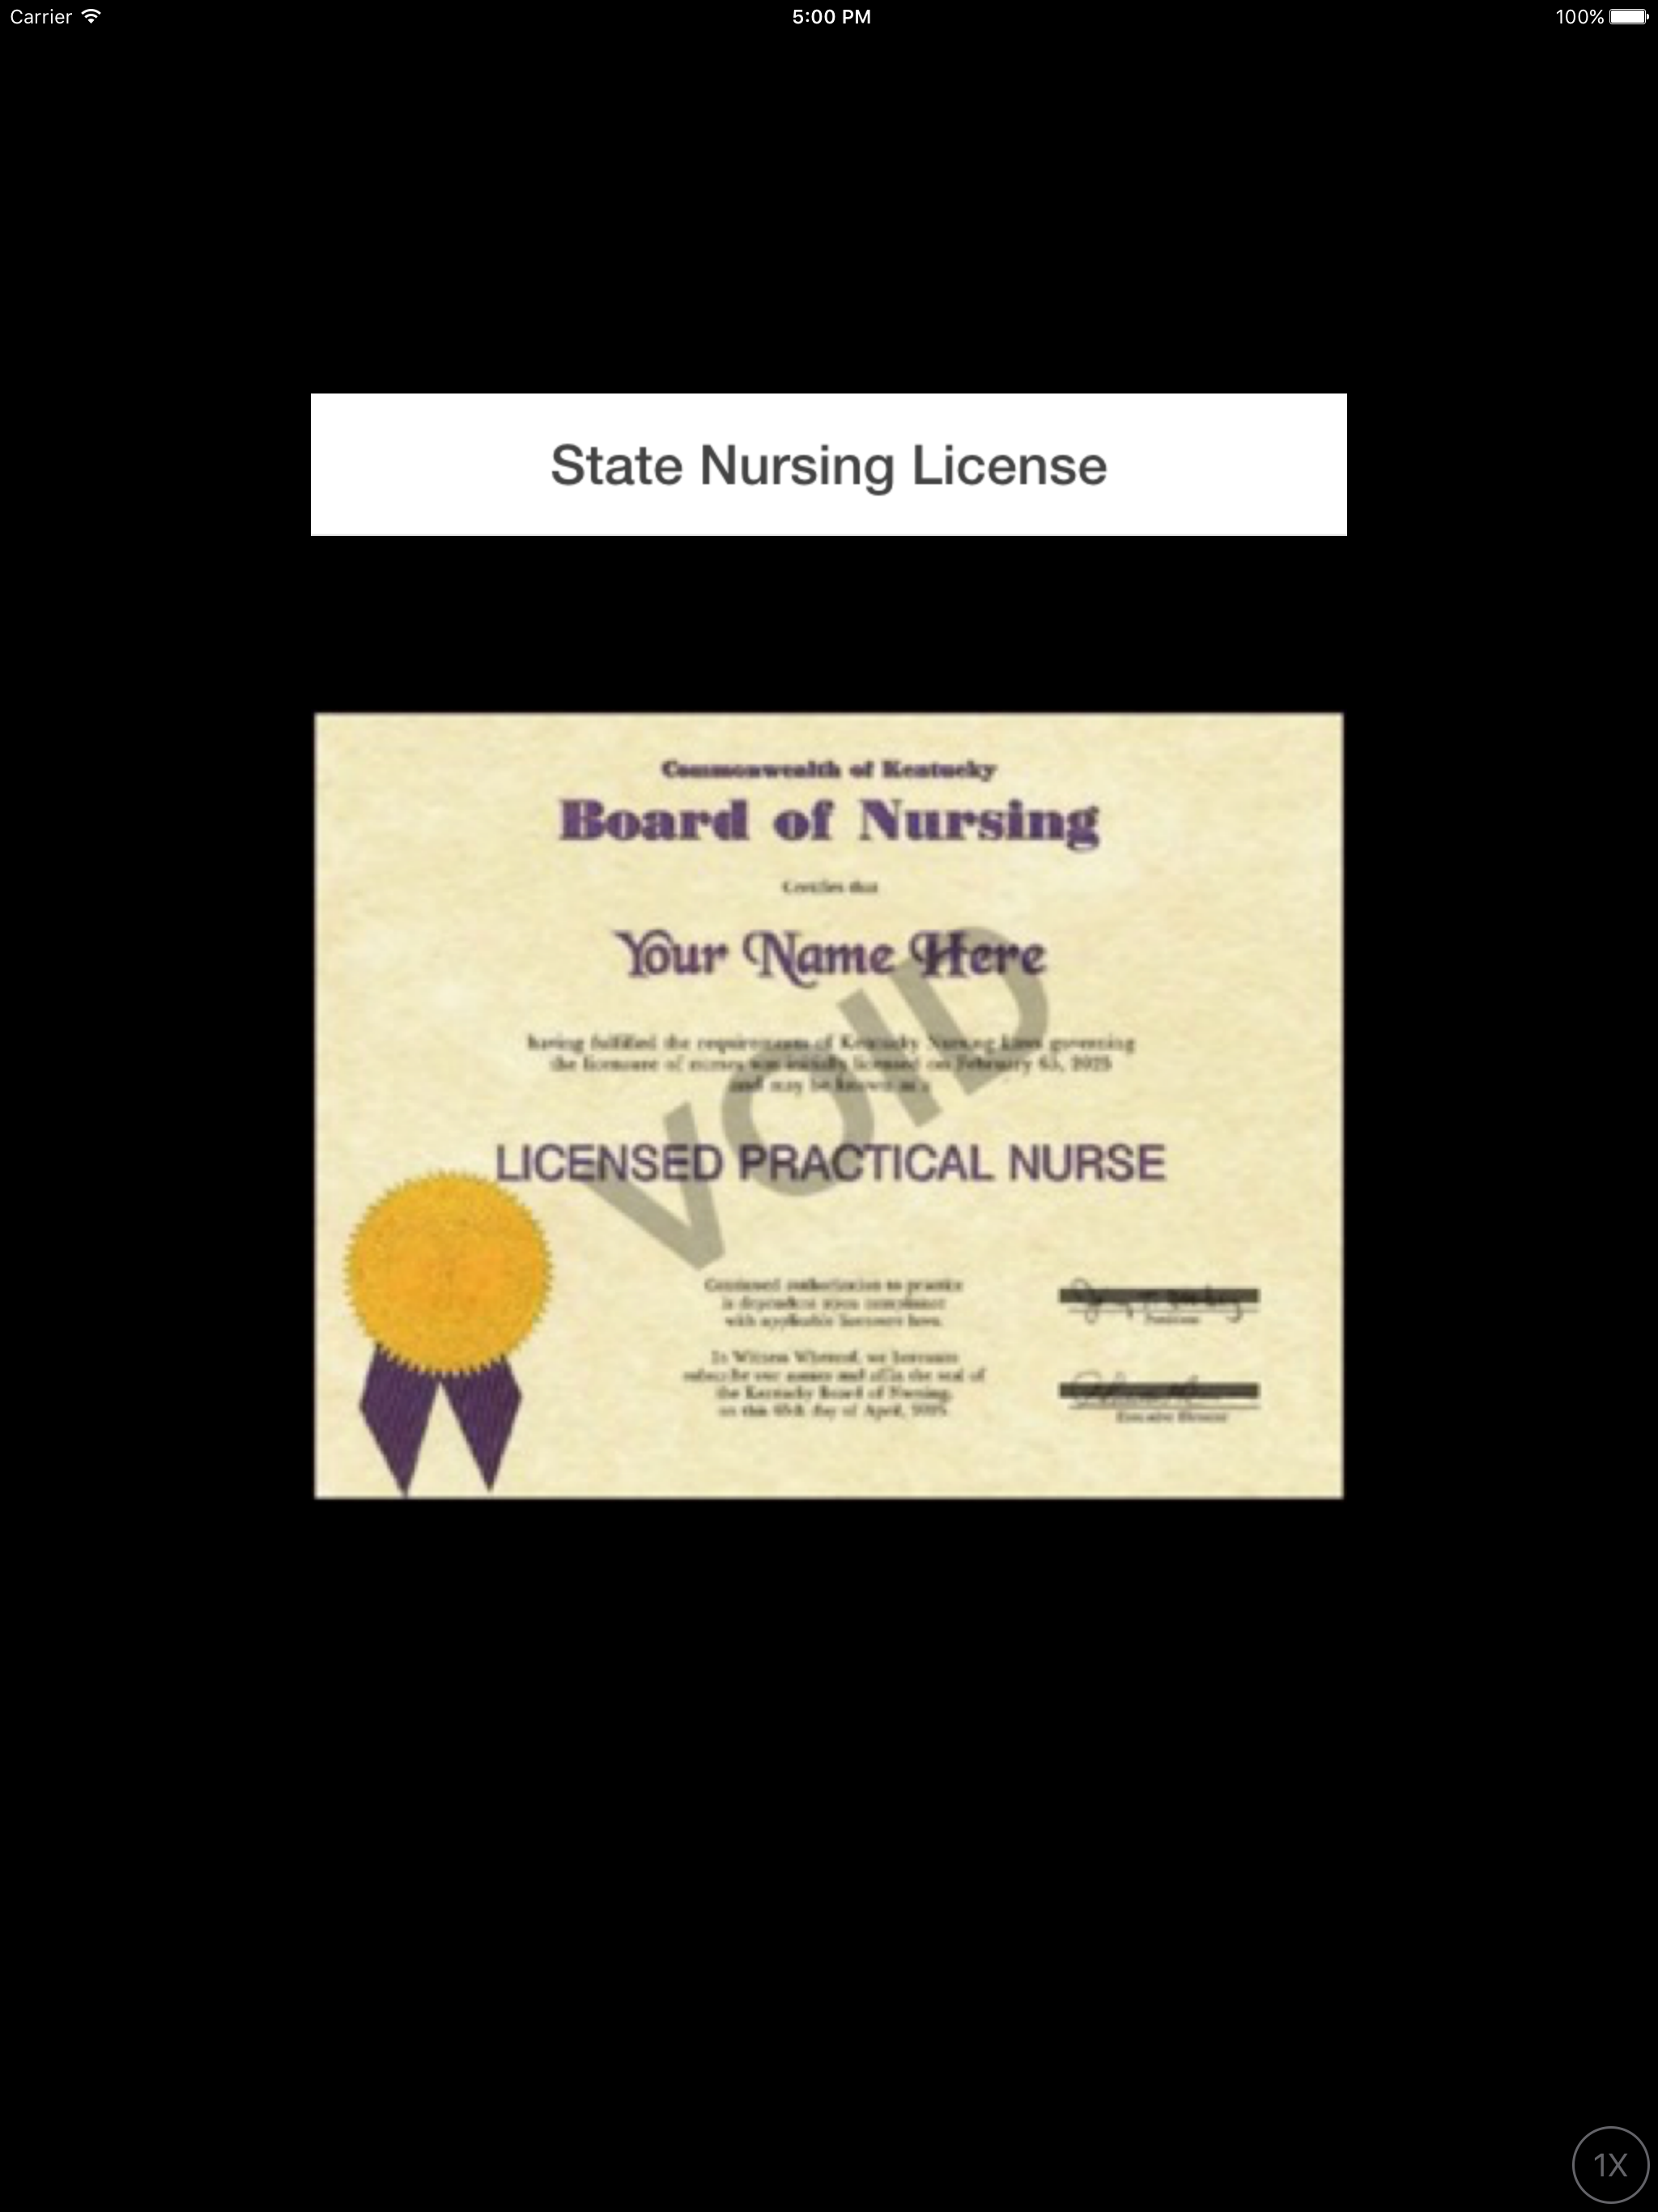 Carrier
5:00 PM
100%
State Nursing License
Commonwealth of Kentucky
Board of Nursing
Certifies that
Your Name Here
having fulfilled the requirements of Kentucky Nursing laws governing
the licensure of nurses was initially licensed on February 2025
and may be known as a
VOID
LICENSED PRACTICAL NURSE
Continued authorization to practice
is dependent upon compliance
with applicable licensure laws.
In Witness Whereof, we hereunto
subscribe our names and affix the seal of
the Kentucky Board of Nursing,
on this day of April,
President
Executive Director
1X